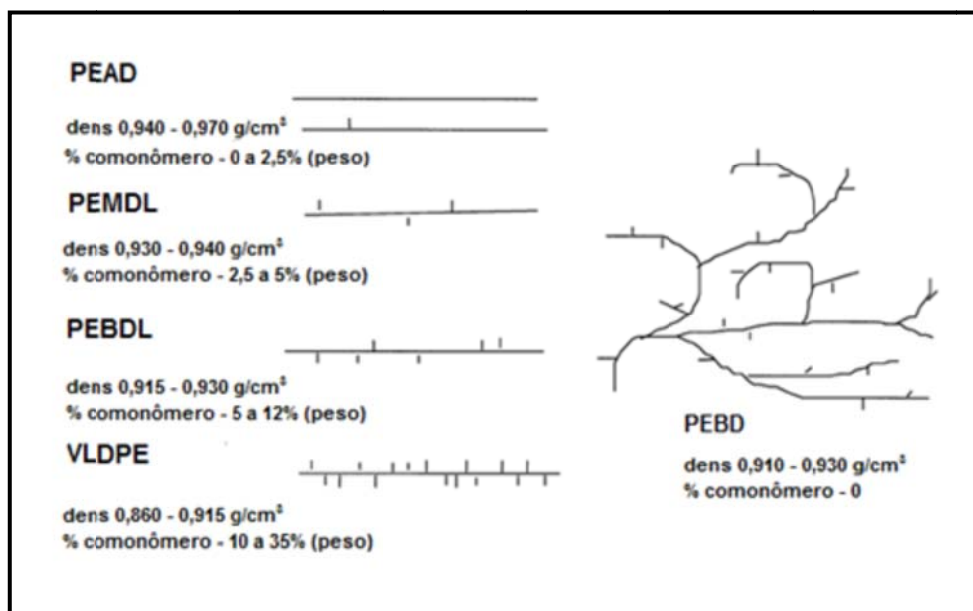 PEAD
dens 0,940 - 0,970 g/cm³
% comonômero - 0 a 2,5% (peso)
PEMDL
dens 0,930 - 0,940 g/cm³
% comonômero - 2,5 a 5% (peso)
PEBDL
dens 0,915 - 0,930 g/cm³
% comonômero - 5 a 12% (peso)
VLDPE
dens 0,860 - 0,915 g/cm³
% comonômero - 10 a 35% (peso)
PEBD
dens 0,910 - 0,930 g/cm³
% comonômero - 0